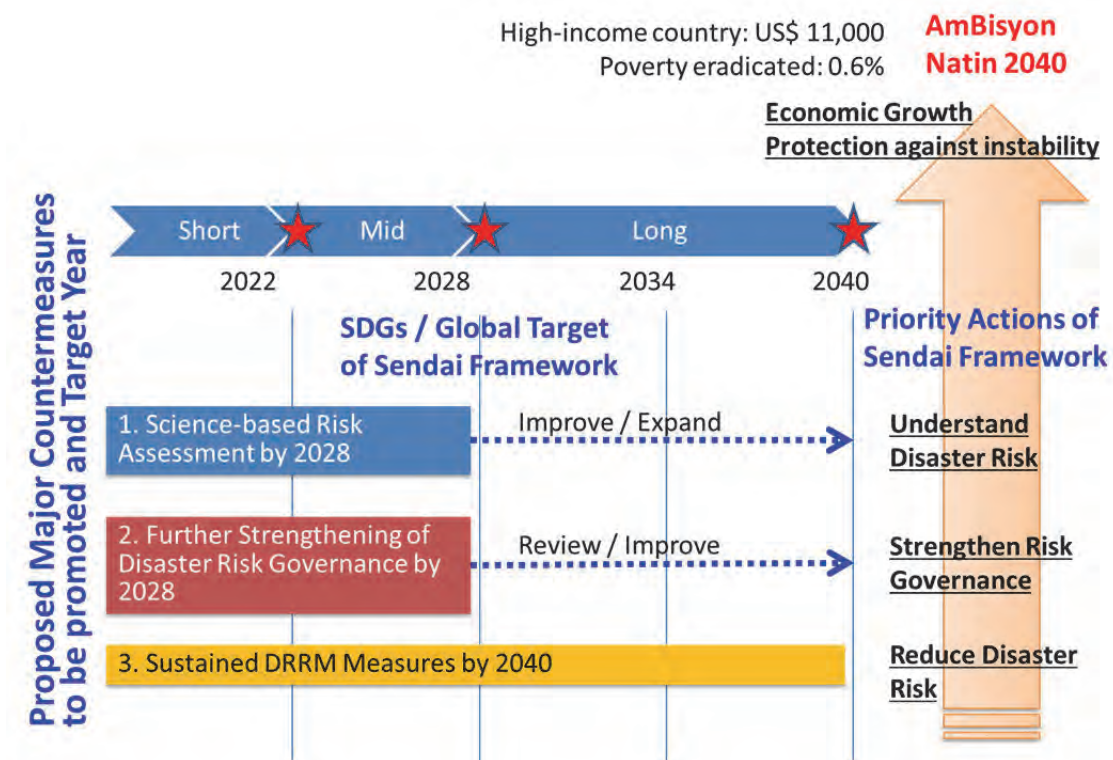 High-income country: US$ 11,000
Poverty eradicated: 0.6%
AmBisyon
Natin 2040
Economic Growth
Protection against instability
Proposed Major Countermeasures
to be promoted and Target Year
Short
Mid
Long
2022
2028
2034
2040
SDGs / Global Target
of Sendai Framework
Priority Actions of
Sendai Framework
1. Science-based Risk
Assessment by 2028
Improve / Expand
Understand
Disaster Risk
2. Further Strengthening of
Disaster Risk Governance by
2028
Review / Improve
Strengthen Risk
Governance
3. Sustained DRRM Measures by 2040
Reduce Disaster
Risk